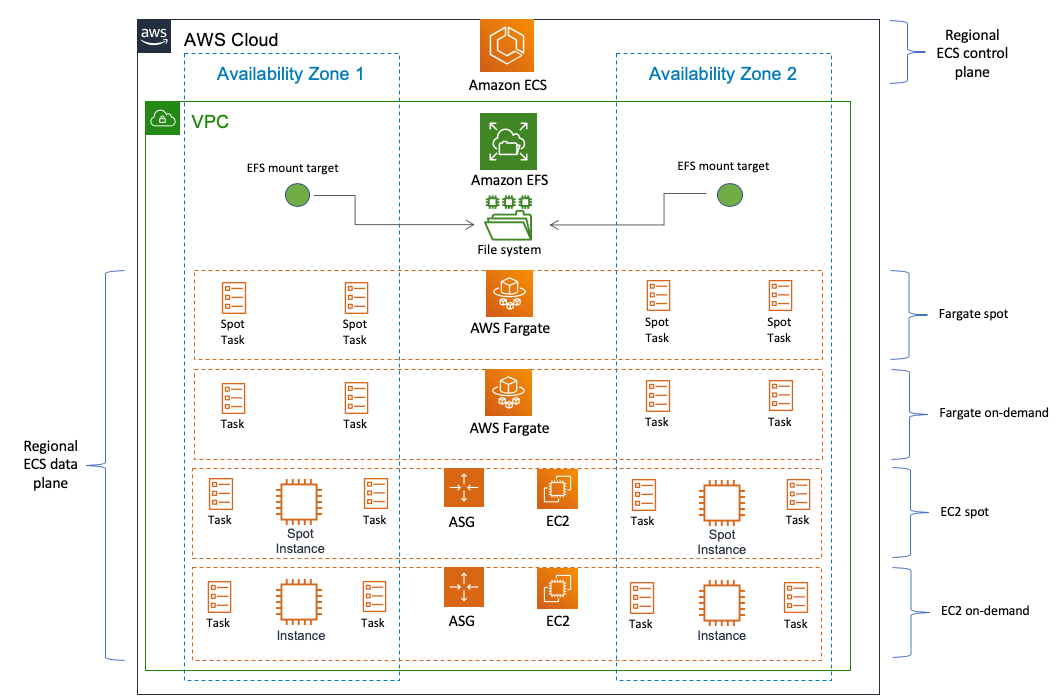 aws
AWS Cloud
Amazon ECS
Regional
ECS control
plane
Availability Zone 1
Availability Zone 2
VPC
EFS mount target
Amazon EFS
EFS mount target
File system
Spot
Task
Spot
Task
AWS Fargate
Spot
Task
Spot
Task
Fargate spot
Task
Task
AWS Fargate
Task
Task
Fargate on-demand
Regional
ECS data
plane
Task
Spot
Instance
Task
ASG
EC2
Task
Spot
Instance
Task
EC2 spot
Task
Instance
Task
ASG
EC2
Task
Instance
Task
EC2 on-demand